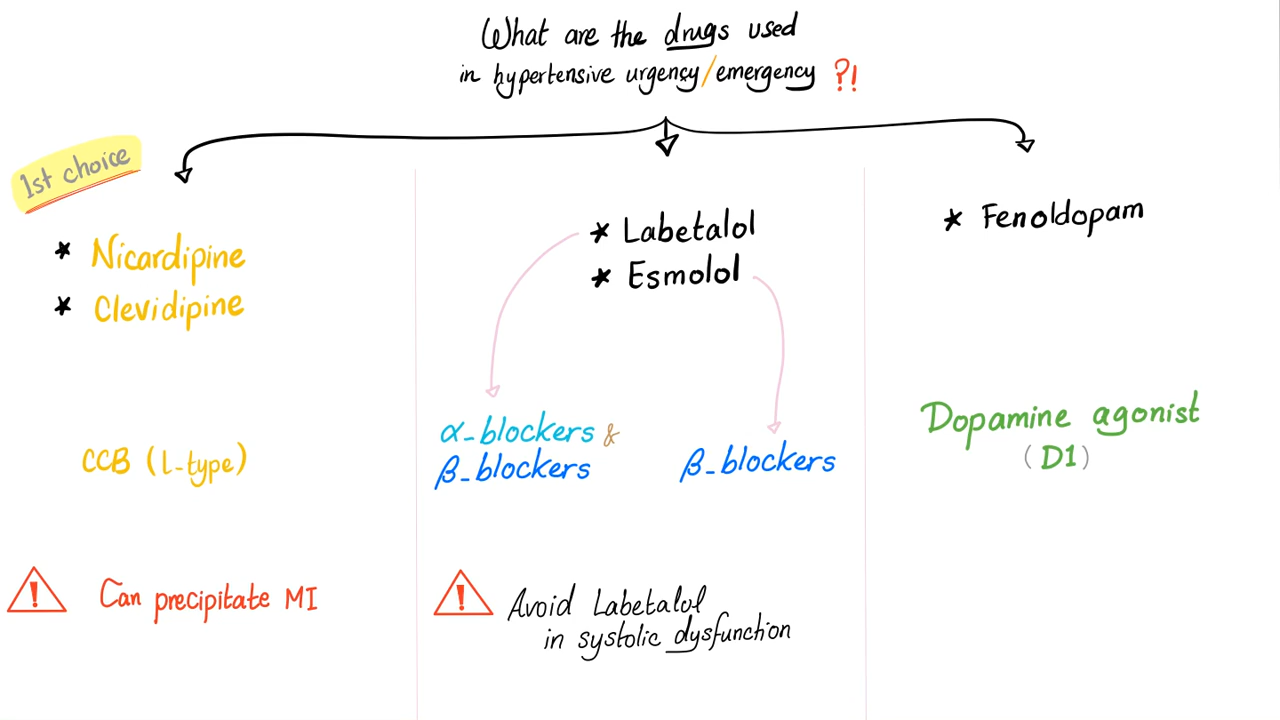 What are the drugs used
in hypertensive urgency/emergency ?!
1st choice
* Nicardipine
* Clevidipine
CCB (L-type)
! Can precipitate MI
* Labetalol
* Esmolol
α-blockers &
β-blockers
β-blockers
! Avoid Labetalol
in systolic dysfunction
* Fenoldopam
Dopamine agonist
(D1)